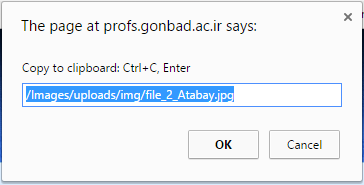 The page at profs.gonbad.ac.ir says:
Copy to clipboard: Ctrl+C, Enter
/Images/uploads/img/file_2_Atabay.jpg
OK Cancel